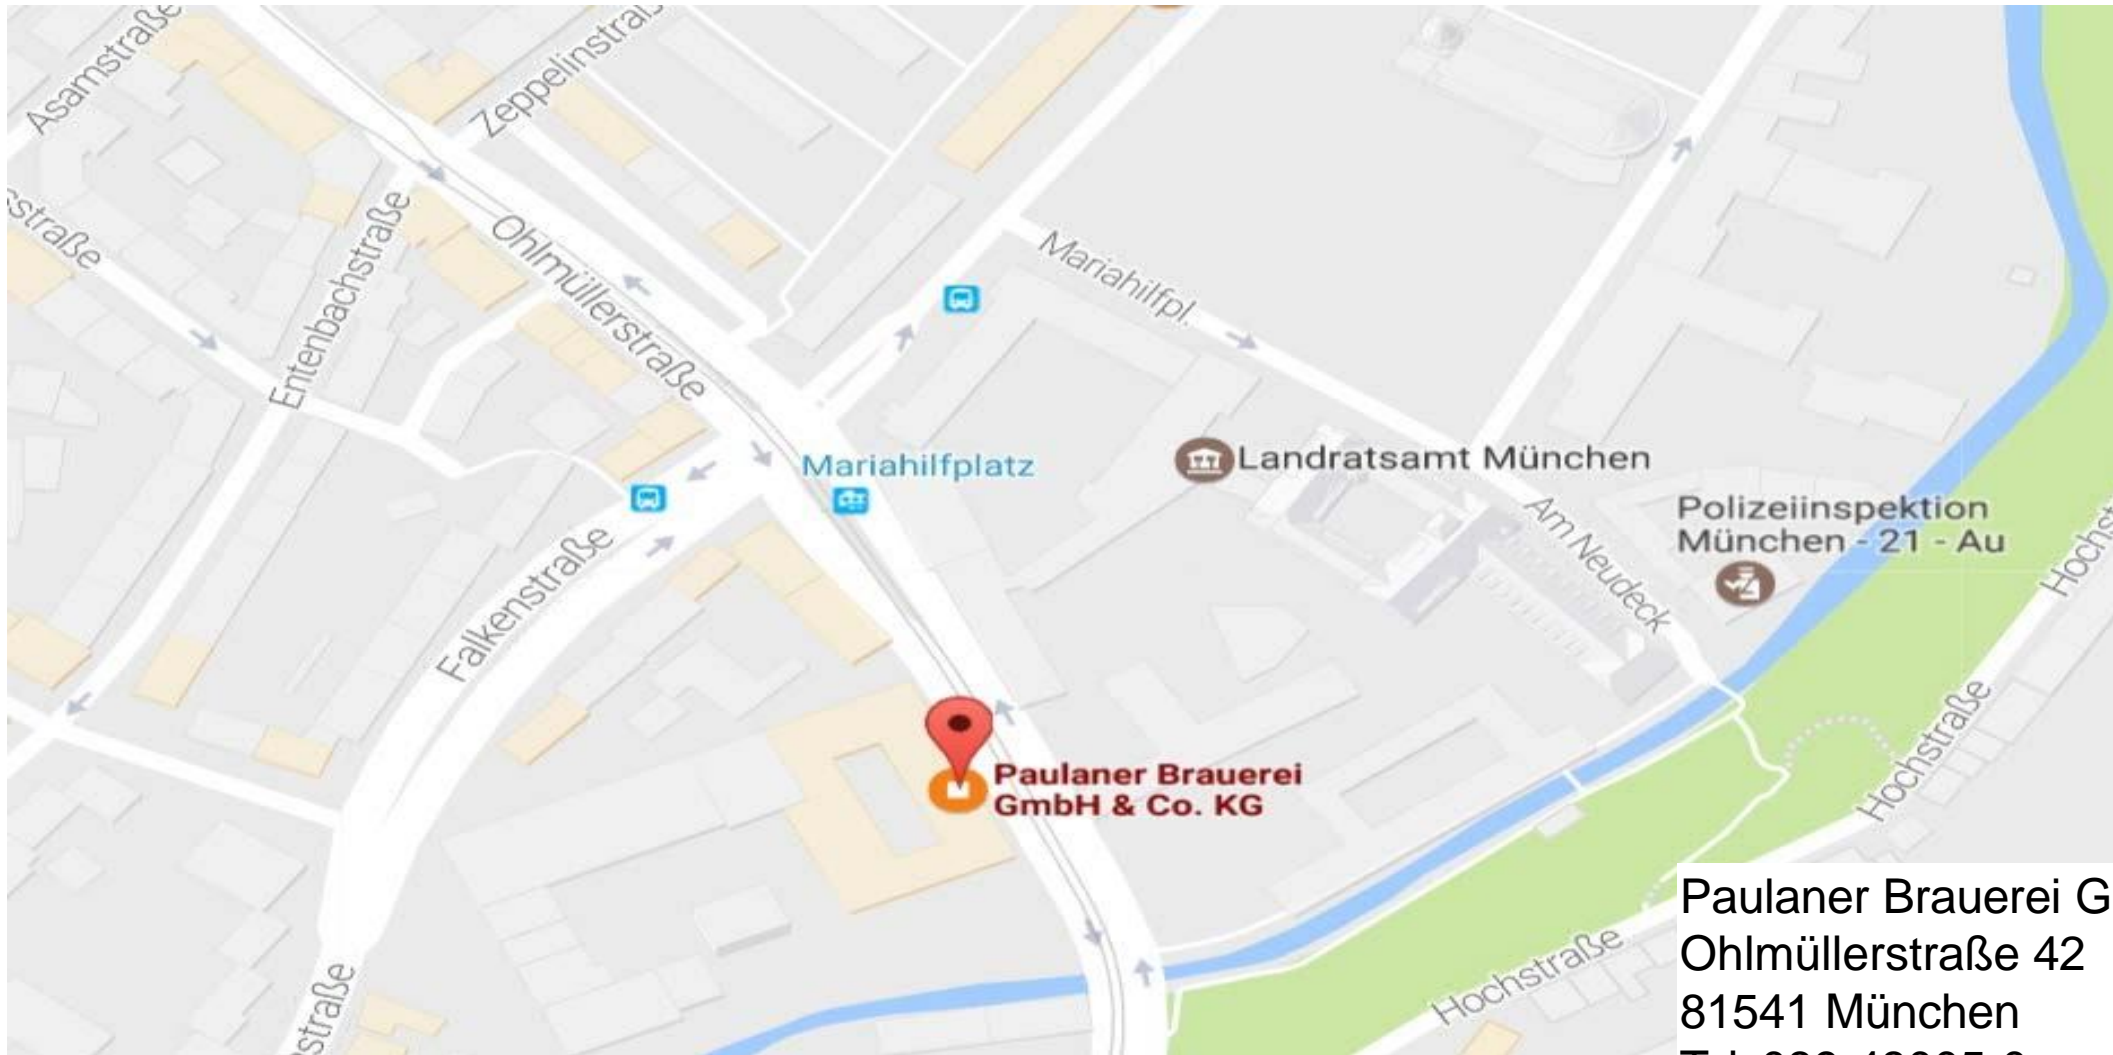 Asamstraße
Zeppelinstraß
sstraße
Entenbachstraße
Ohlmüllerstraße
Mariahilfpl.
Mariahilfplatz
Landratsamt München
Polizeiinspektion
München - 21 - Au
Am Neudeck
Hochst
Falkenstraße
Hochstraße
Paulaner Brauerei
GmbH & Co. KG
Hochstraße
straße
Paulaner Brauerei G
Ohlmüllerstraße 42
81541 München